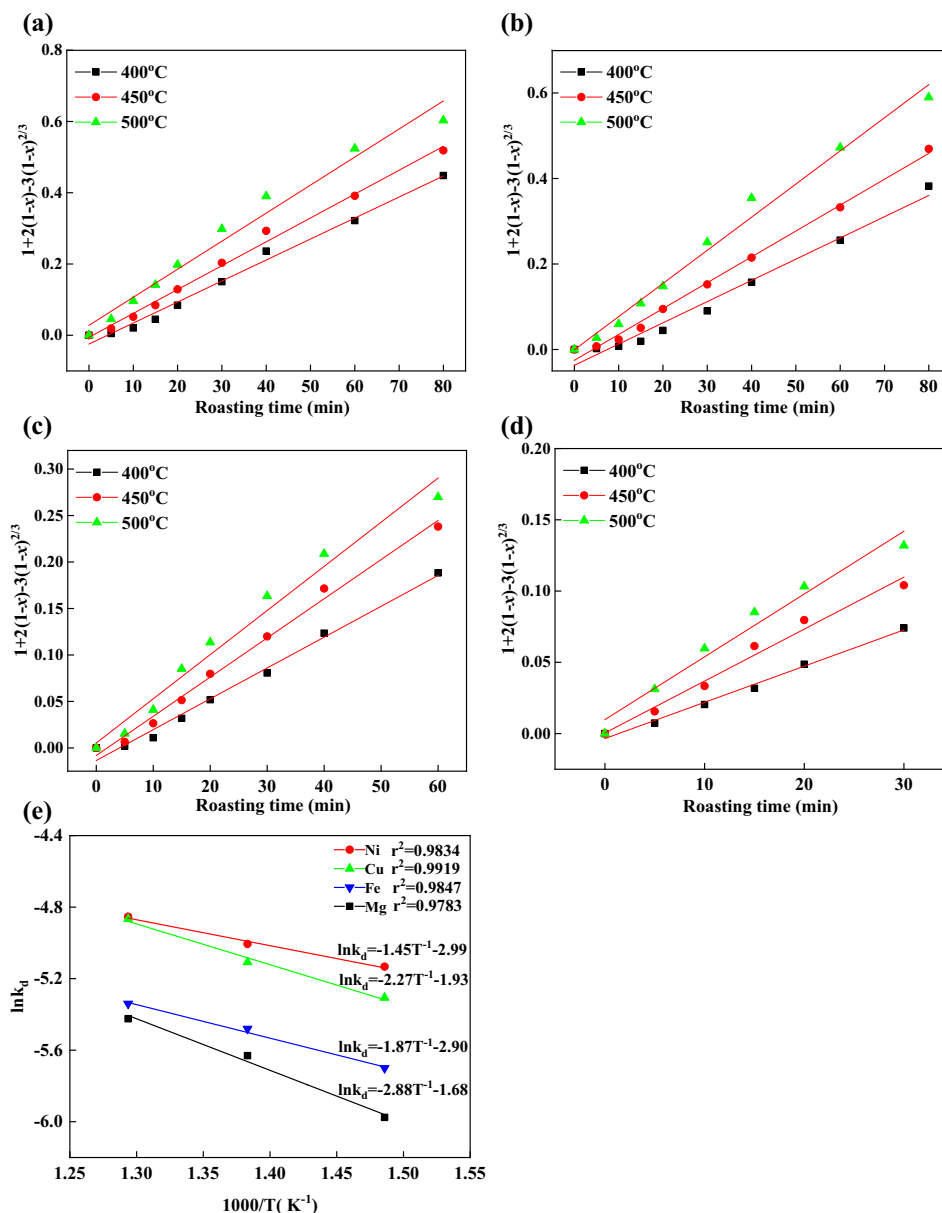 (a)
0.8
0.6
0.4
0.2
0.0
1+2(1-x)-3(1-x)^2/3
400°C
450°C
500°C
0 10 20 30 40 50 60 70 80
Roasting time (min)
(b)
0.6
0.4
0.2
0.0
1+2(1-x)-3(1-x)^2/3
400°C
450°C
500°C
0 10 20 30 40 50 60 70 80
Roasting time (min)
(c)
0.30
0.25
0.20
0.15
0.10
0.05
0.00
1+2(1-x)-3(1-x)^2/3
400°C
450°C
500°C
0 10 20 30 40 50 60
Roasting time (min)
(d)
0.20
0.15
0.10
0.05
0.00
1+2(1-x)-3(1-x)^2/3
400°C
450°C
500°C
0 10 20 30
Roasting time (min)
(e)
-4.4
-4.8
-5.2
-5.6
-6.0
lnk_d
Ni r²=0.9834
Cu r²=0.9919
Fe r²=0.9847
Mg r²=0.9783
lnk_d=-1.45T⁻¹-2.99
lnk_d=-2.27T⁻¹-1.93
lnk_d=-1.87T⁻¹-2.90
lnk_d=-2.88T⁻¹-1.68
1.25 1.30 1.35 1.40 1.45 1.50 1.55
1000/T( K⁻¹)